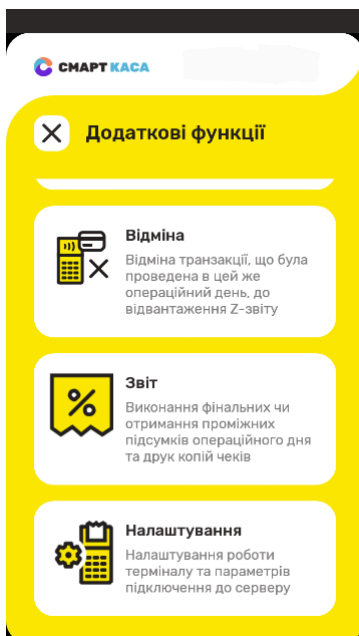 СМАРТ КАСА
Додаткові функції
Відміна
Відміна транзакції, що була
проведена в цей же
операційний день, до
відвантаження Z-звіту
Звіт
Виконання фінальних чи
отримання проміжних
підсумків операційного дня
та друк копій чеків
Налаштування
Налаштування роботи
терміналу та параметрів
підключення до серверу